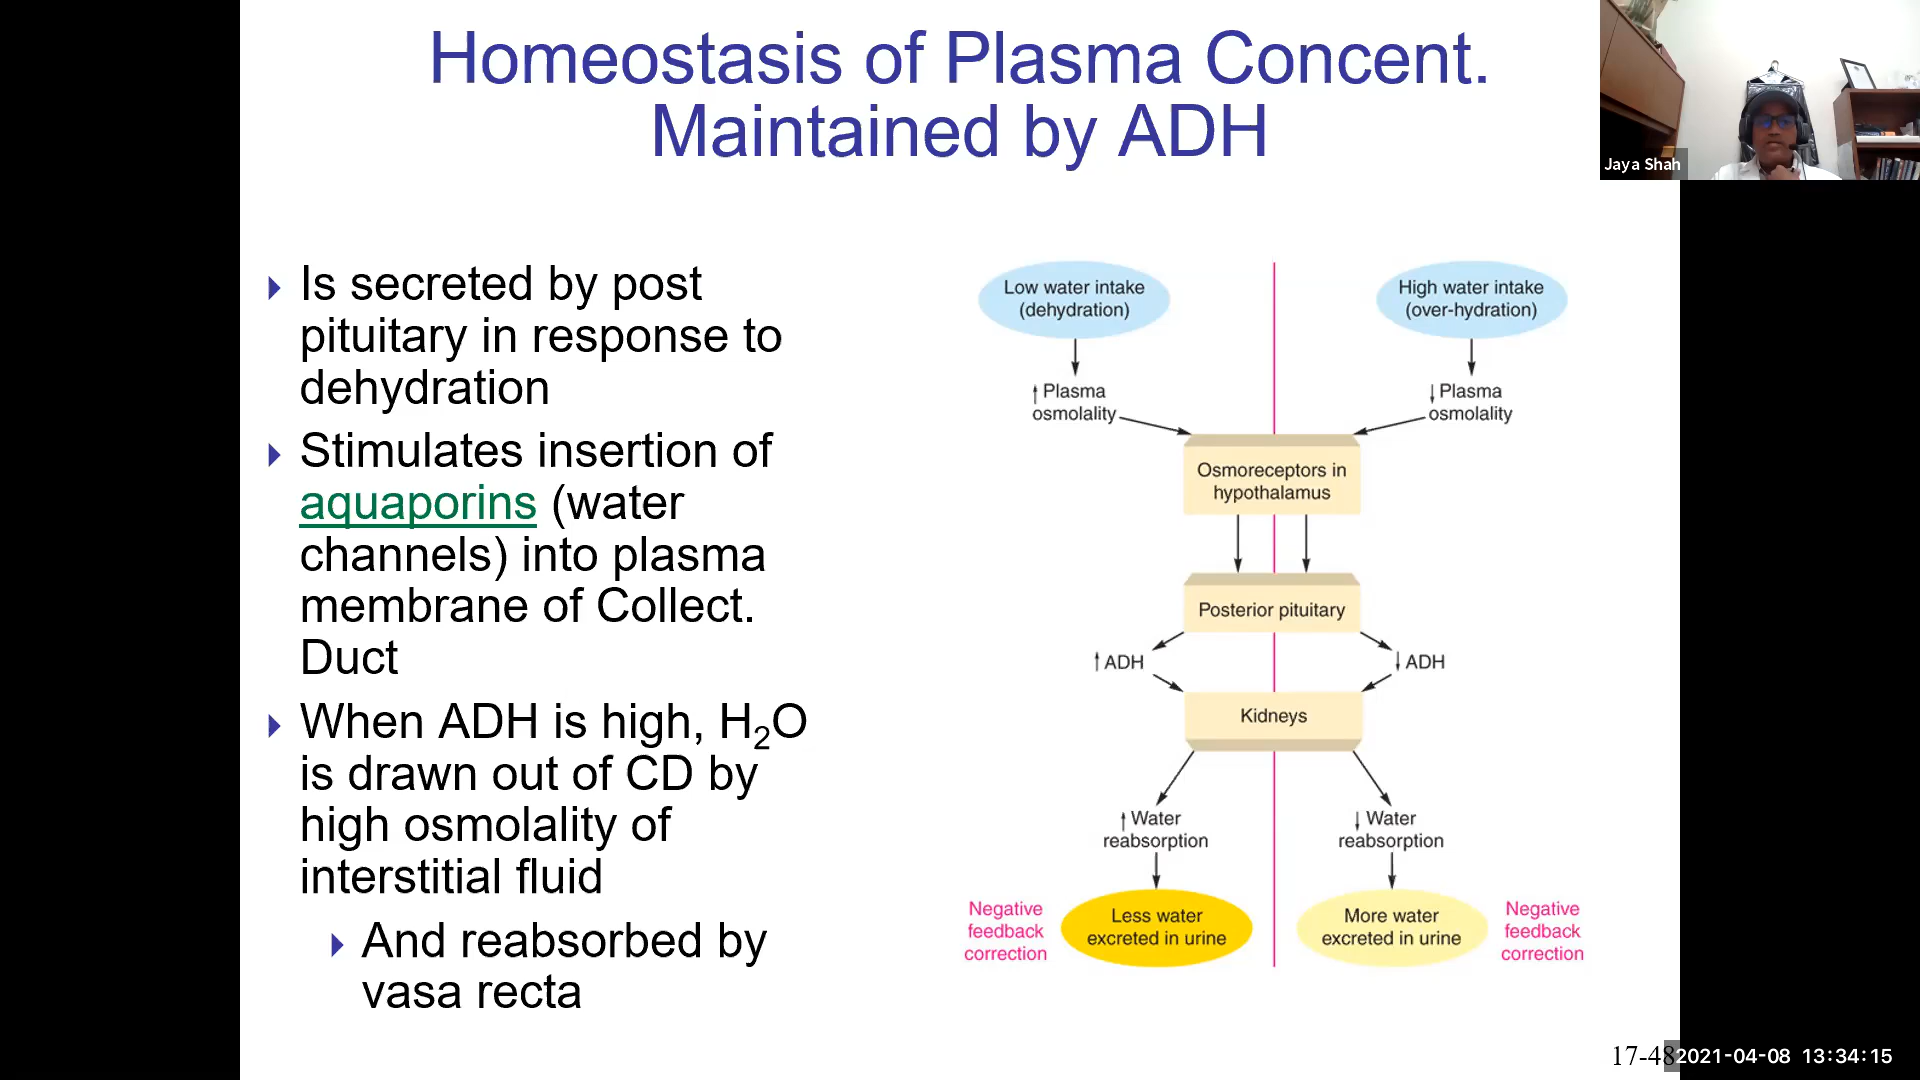 Homeostasis of Plasma Concent.
Maintained by ADH
Jaya Shah
Is secreted by post
pituitary in response to
dehydration
Stimulates insertion of
aquaporins (water
channels) into plasma
membrane of Collect.
Duct
When ADH is high, H₂O
is drawn out of CD by
high osmolality of
interstitial fluid
And reabsorbed by
vasa recta
Low water intake
(dehydration)
High water intake
(over-hydration)
↑ Plasma
osmolality
↓ Plasma
osmolality
Osmoreceptors in
hypothalamus
Posterior pituitary
↑ ADH
↓ ADH
Kidneys
↑ Water
reabsorption
↓ Water
reabsorption
Negative
feedback
correction
Less water
excreted in urine
More water
excreted in urine
Negative
feedback
correction
17-48
2021-04-08 13:34:15